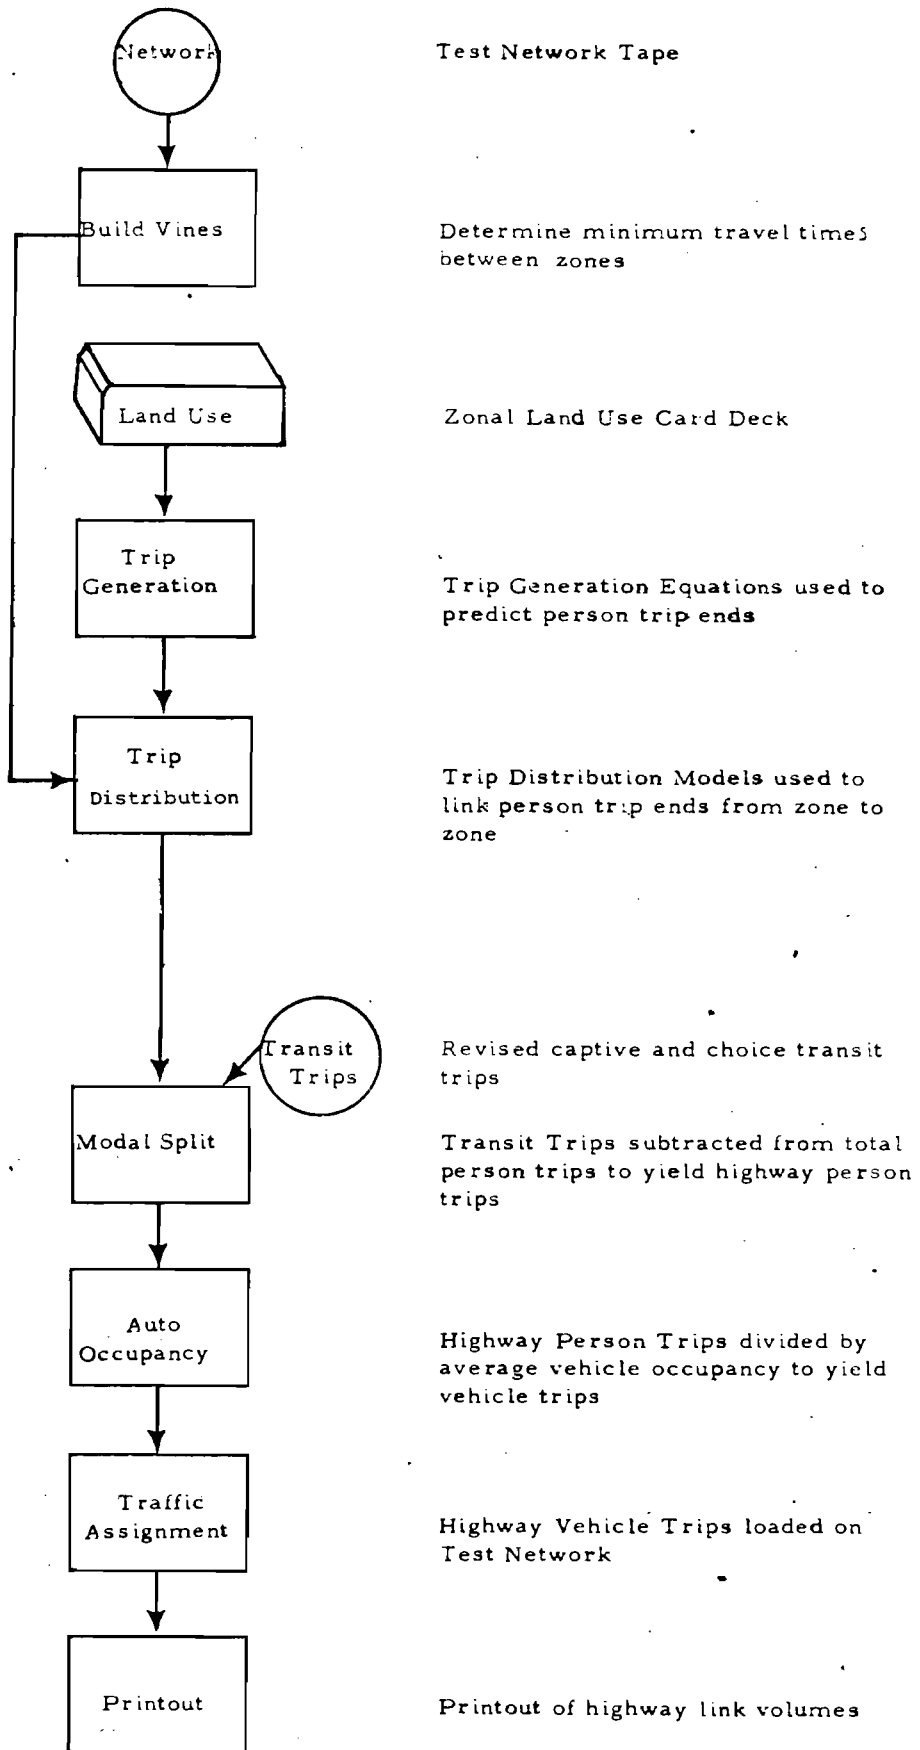 Network
Test Network Tape
Build Vines
Determine minimum travel times
between zones
Land Use
Zonal Land Use Card Deck
Trip
Generation
Trip Generation Equations used to
predict person trip ends
Trip
Distribution
Trip Distribution Models used to
link person trip ends from zone to
zone
Transit
Trips
Revised captive and choice transit
trips
Modal Split
Transit Trips subtracted from total
person trips to yield highway person
trips
Auto
Occupancy
Highway Person Trips divided by
average vehicle occupancy to yield
vehicle trips
Traffic
Assignment
Highway Vehicle Trips loaded on
Test Network
Printout
Printout of highway link volumes